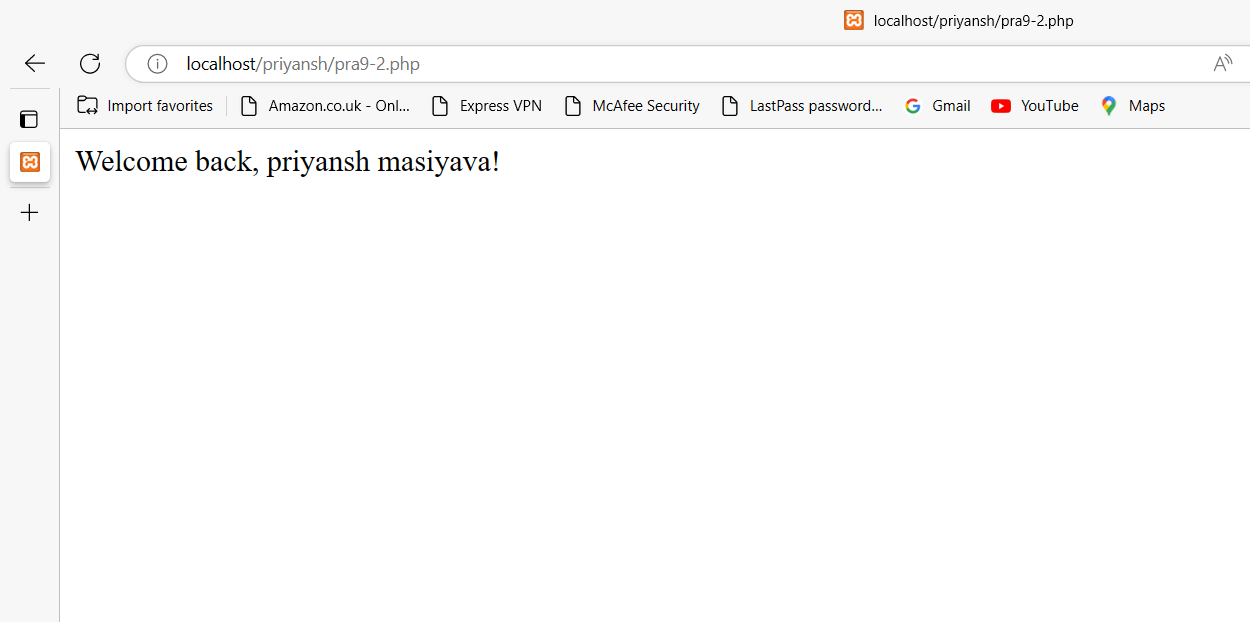 localhost/priyansh/pra9-2.php
localhost/priyansh/pra9-2.php
Import favorites Amazon.co.uk - Onl... Express VPN McAfee Security LastPass password... Gmail YouTube Maps
Welcome back, priyansh masiyava!